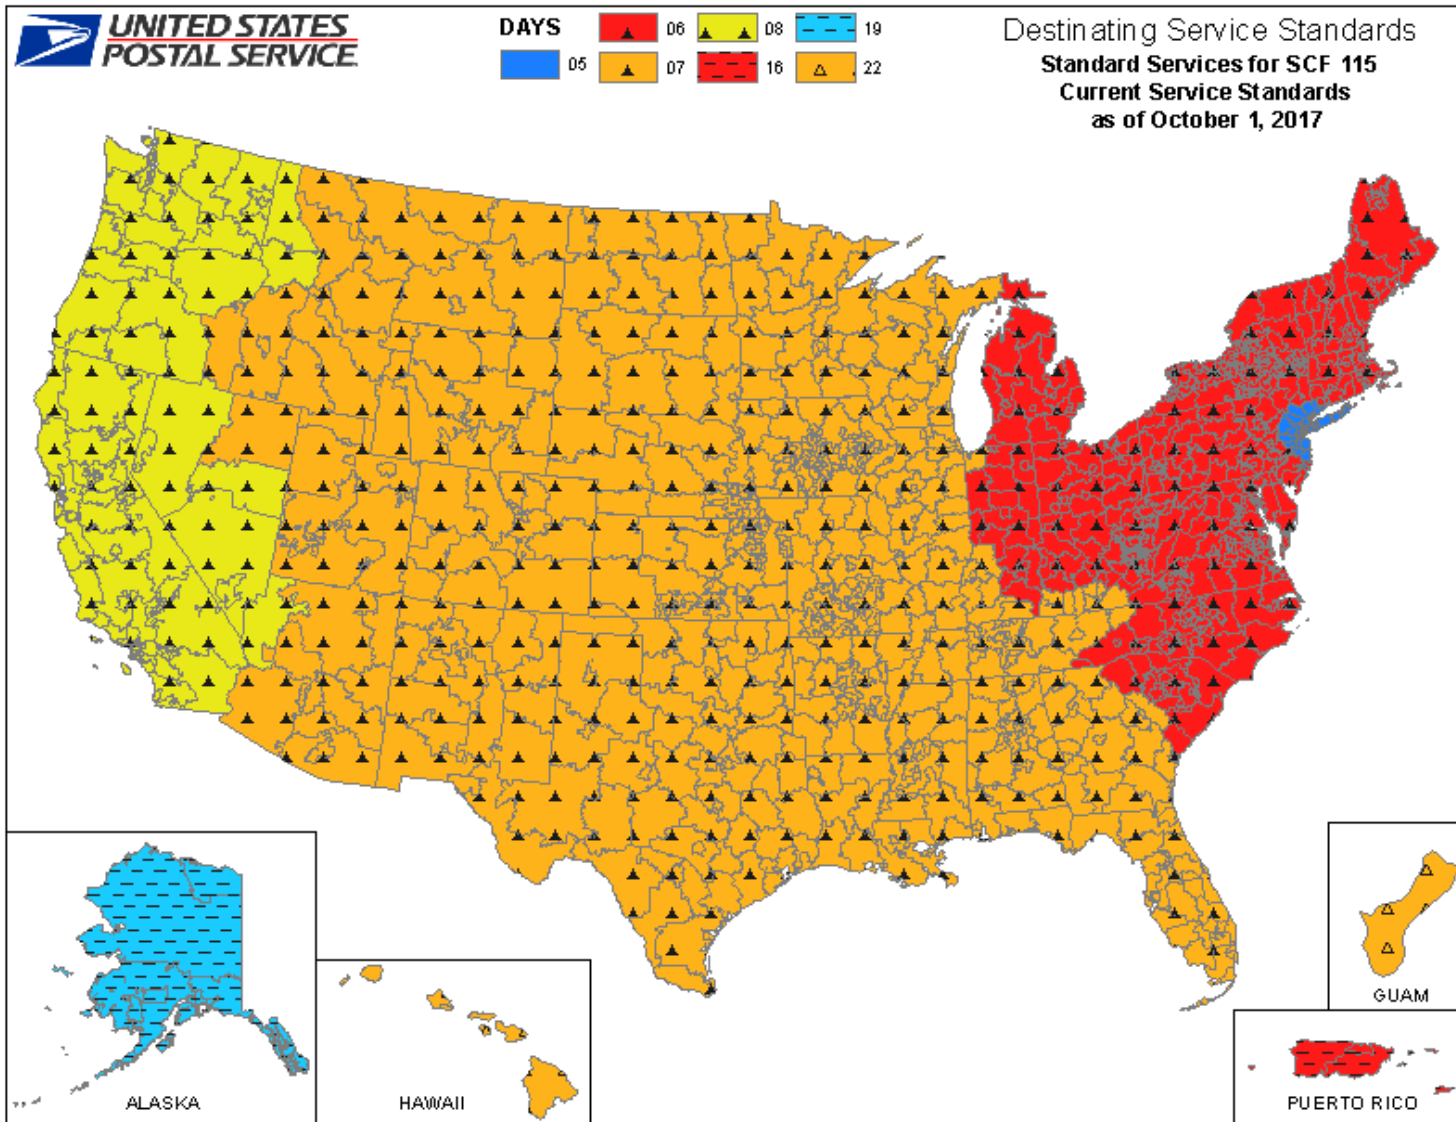 UNITED STATES
POSTAL SERVICE
DAYS
05
06
07
08
16
19
22
Destinating Service Standards
Standard Services for SCF 115
Current Service Standards
as of October 1, 2017
ALASKA
HAWAII
GUAM
PUERTO RICO